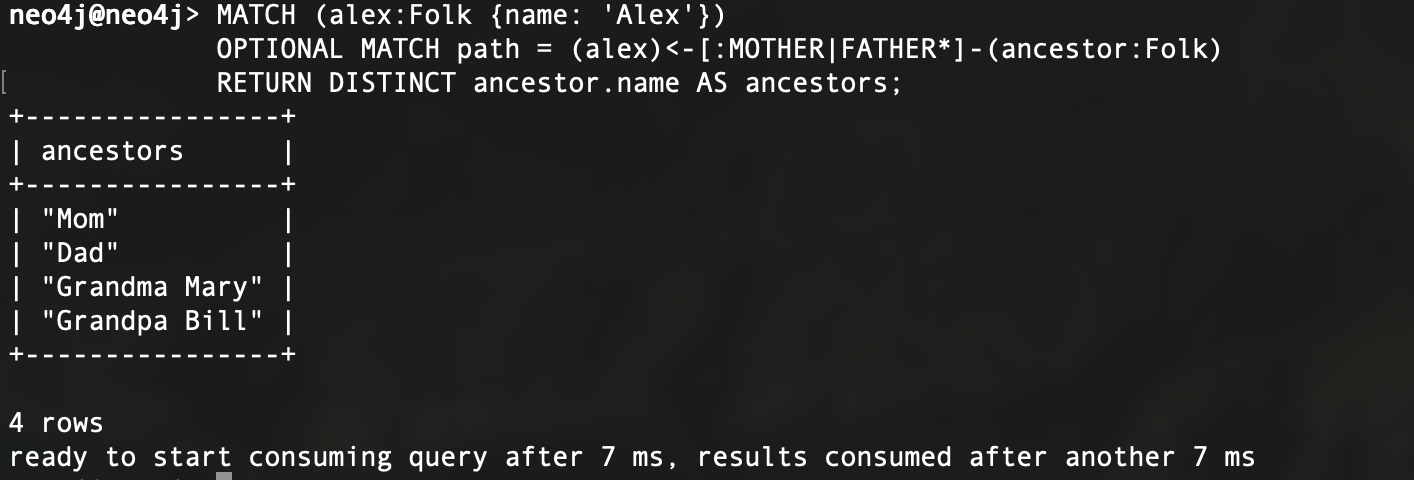 neo4j@neo4j> MATCH (alex:Folk {name: 'Alex'})
OPTIONAL MATCH path = (alex)<-[:MOTHER|FATHER*]-(ancestor:Folk)
RETURN DISTINCT ancestor.name AS ancestors;
+----------------+
| ancestors      |
+----------------+
| "Mom"          |
| "Dad"          |
| "Grandma Mary" |
| "Grandpa Bill" |
+----------------+
4 rows
ready to start consuming query after 7 ms, results consumed after another 7 ms